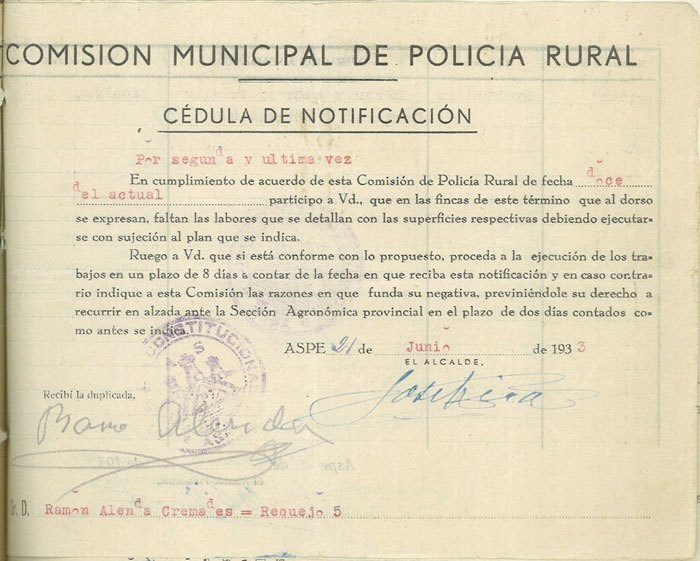 COMISION MUNICIPAL DE POLICIA RURAL
CÉDULA DE NOTIFICACIÓN
Por segunda y ultima vez
En cumplimiento de acuerdo de esta Comisión de Policía Rural de fecha doce
del actual participo a Vd., que en las fincas de este término que al dorso
se expresan, faltan las labores que se detallan con las superficies respectivas debiendo ejecutar-
se con sujeción al plan que se indica.
Ruego a Vd. que si está conforme con lo propuesto, proceda a la ejecución de los tra-
bajos en un plazo de 8 días a contar de la fecha en que reciba esta notificación y en caso contra-
rio indique a esta Comisión las razones en que funda su negativa, previniéndole su derecho a
recurrir en alzada ante la Sección Agronómica provincial en el plazo de dos días contados co-
mo antes se indica.
CONSTITUCION
ASPE 21 de Junio de 1933
EL ALCALDE,
Recibí la duplicada,
Ramo Alenda
Sr. D. Ramon Alenda Cremades = Requejo 5